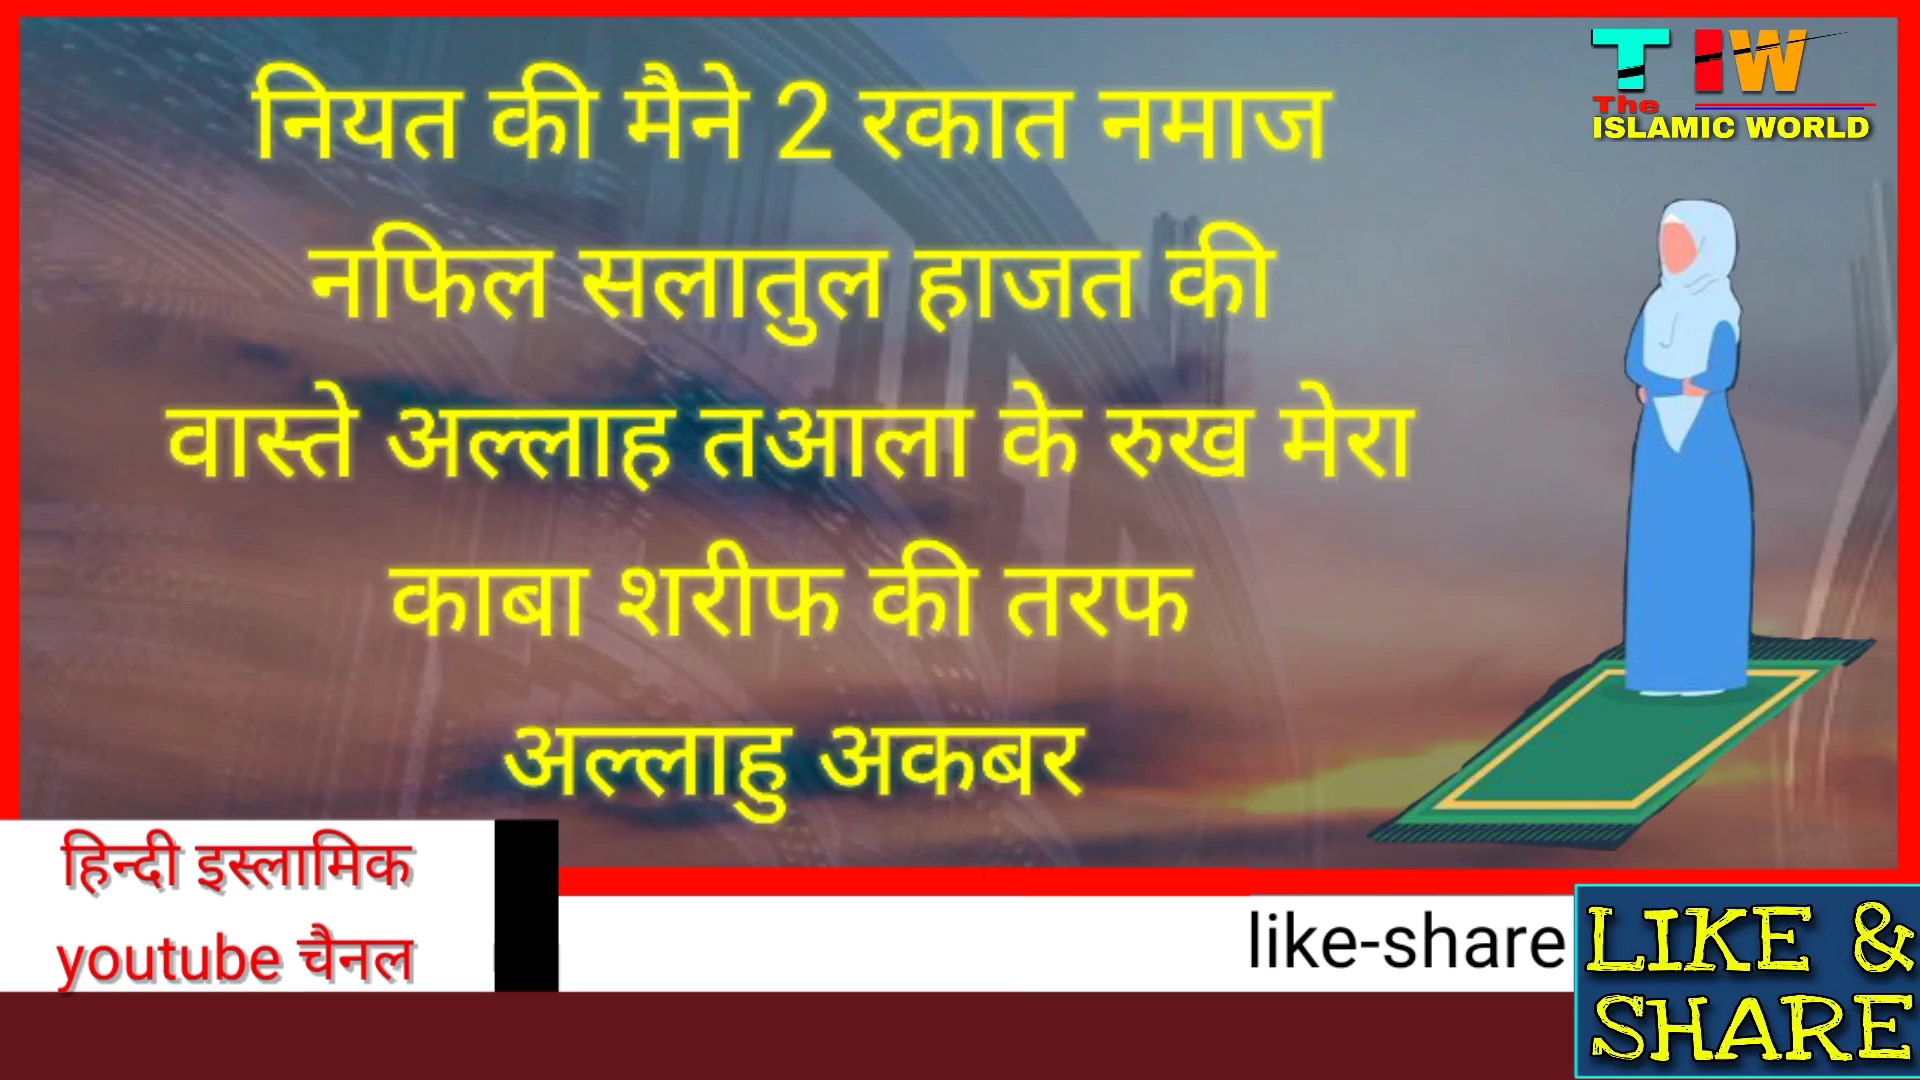 नियत की मैने 2 रकात नमाज
नफिल सलातुल हाजत की
वास्ते अल्लाह तआला के रुख मेरा
काबा शरीफ की तरफ
अल्लाहु अकबर
TIW
The
ISLAMIC WORLD
हिन्दी इस्लामिक
youtube चैनल
like-share
LIKE &
SHARE